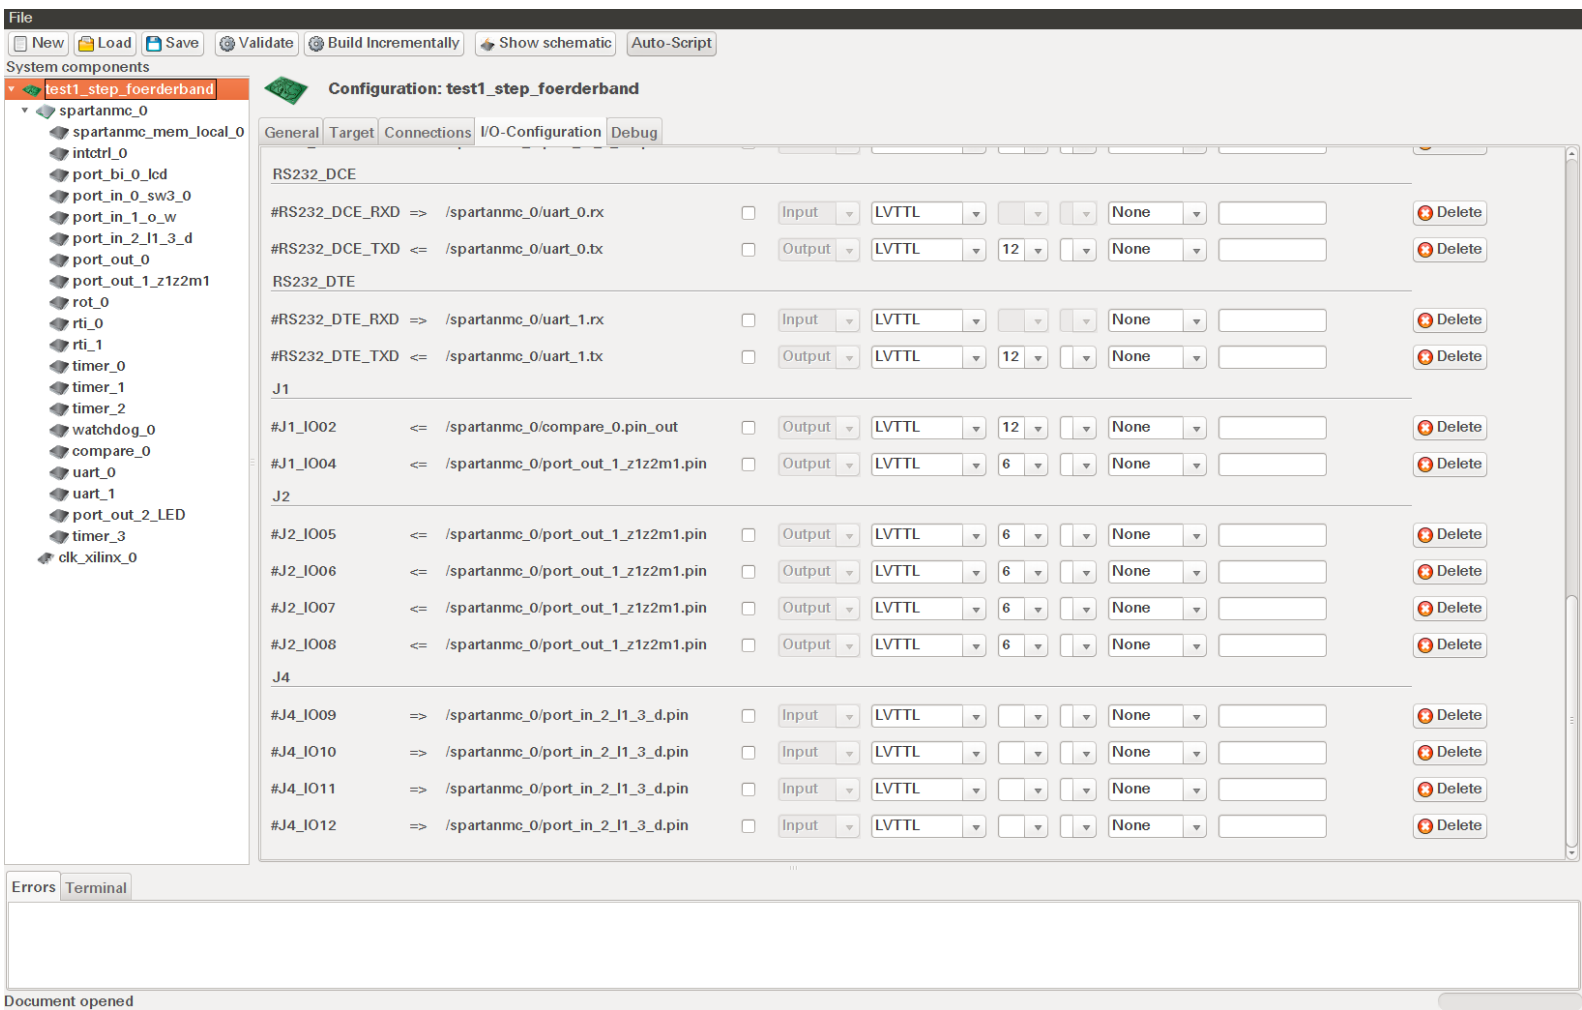 File
New Load Save Validate Build Incrementally Show schematic Auto-Script
System components
test1_step_foerderband
spartanmc_0
spartanmc_mem_local_0
intctrl_0
port_bi_0_lcd
port_in_0_sw3_0
port_in_1_o_w
port_in_2_l1_3_d
port_out_0
port_out_1_z1z2m1
rot_0
rti_0
rti_1
timer_0
timer_1
timer_2
watchdog_0
compare_0
uart_0
uart_1
port_out_2_LED
timer_3
clk_xilinx_0
Configuration: test1_step_foerderband
General Target Connections I/O-Configuration Debug
RS232_DCE
#RS232_DCE_RXD => /spartanmc_0/uart_0.rx Input LVTTL None Delete
#RS232_DCE_TXD <= /spartanmc_0/uart_0.tx Output LVTTL 12 None Delete
RS232_DTE
#RS232_DTE_RXD => /spartanmc_0/uart_1.rx Input LVTTL None Delete
#RS232_DTE_TXD <= /spartanmc_0/uart_1.tx Output LVTTL 12 None Delete
J1
#J1_IO02 <= /spartanmc_0/compare_0.pin_out Output LVTTL 12 None Delete
#J1_IO04 <= /spartanmc_0/port_out_1_z1z2m1.pin Output LVTTL 6 None Delete
J2
#J2_IO05 <= /spartanmc_0/port_out_1_z1z2m1.pin Output LVTTL 6 None Delete
#J2_IO06 <= /spartanmc_0/port_out_1_z1z2m1.pin Output LVTTL 6 None Delete
#J2_IO07 <= /spartanmc_0/port_out_1_z1z2m1.pin Output LVTTL 6 None Delete
#J2_IO08 <= /spartanmc_0/port_out_1_z1z2m1.pin Output LVTTL 6 None Delete
J4
#J4_IO09 => /spartanmc_0/port_in_2_l1_3_d.pin Input LVTTL None Delete
#J4_IO10 => /spartanmc_0/port_in_2_l1_3_d.pin Input LVTTL None Delete
#J4_IO11 => /spartanmc_0/port_in_2_l1_3_d.pin Input LVTTL None Delete
#J4_IO12 => /spartanmc_0/port_in_2_l1_3_d.pin Input LVTTL None Delete
Errors Terminal
Document opened